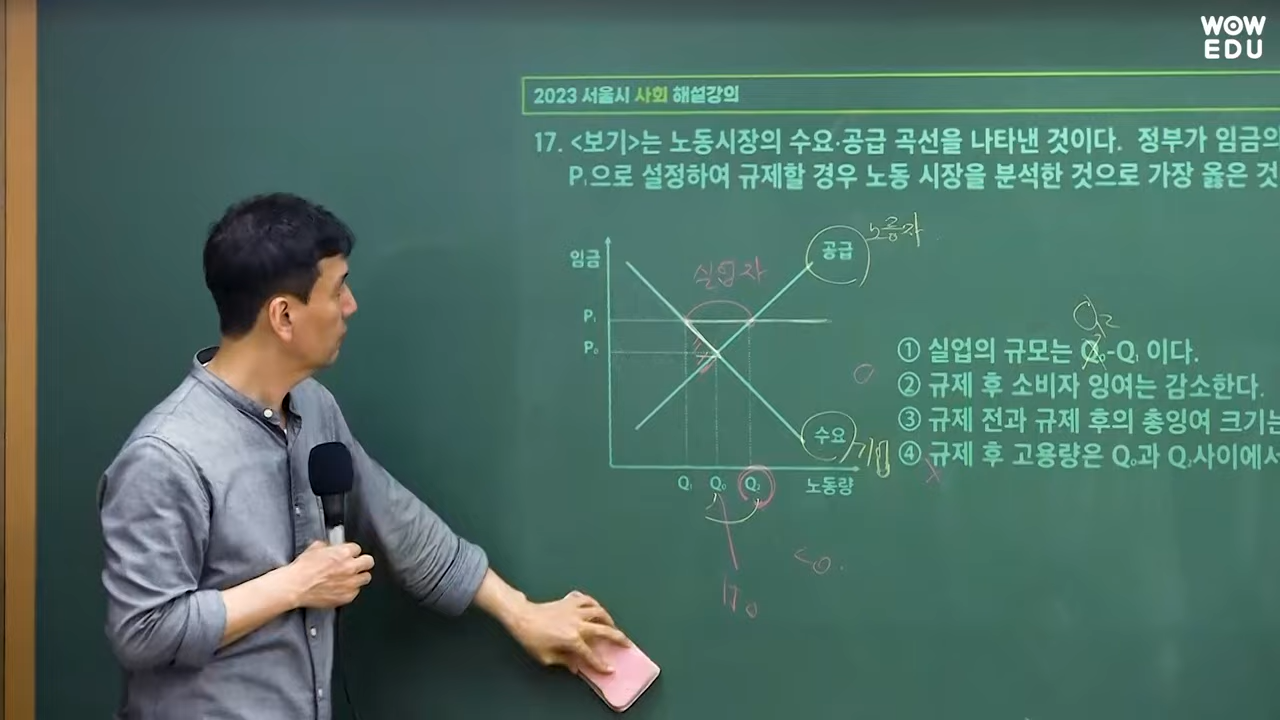 WOW
EDU
2023 서울시 사회 해설강의
17. <보기>는 노동시장의 수요·공급 곡선을 나타낸 것이다. 정부가 임금의
P₁으로 설정하여 규제할 경우 노동 시장을 분석한 것으로 가장 옳은 것
노동자
공급
임금
실업자
P₁
P₀
Q₂
① 실업의 규모는 Q₀-Q₁ 이다.
② 규제 후 소비자 잉여는 감소한다.
③ 규제 전과 규제 후의 총잉여 크기는
수요
기업
④ 규제 후 고용량은 Q₀과 Q₂사이에서
Q₁ Q₀ Q₂ 노동량